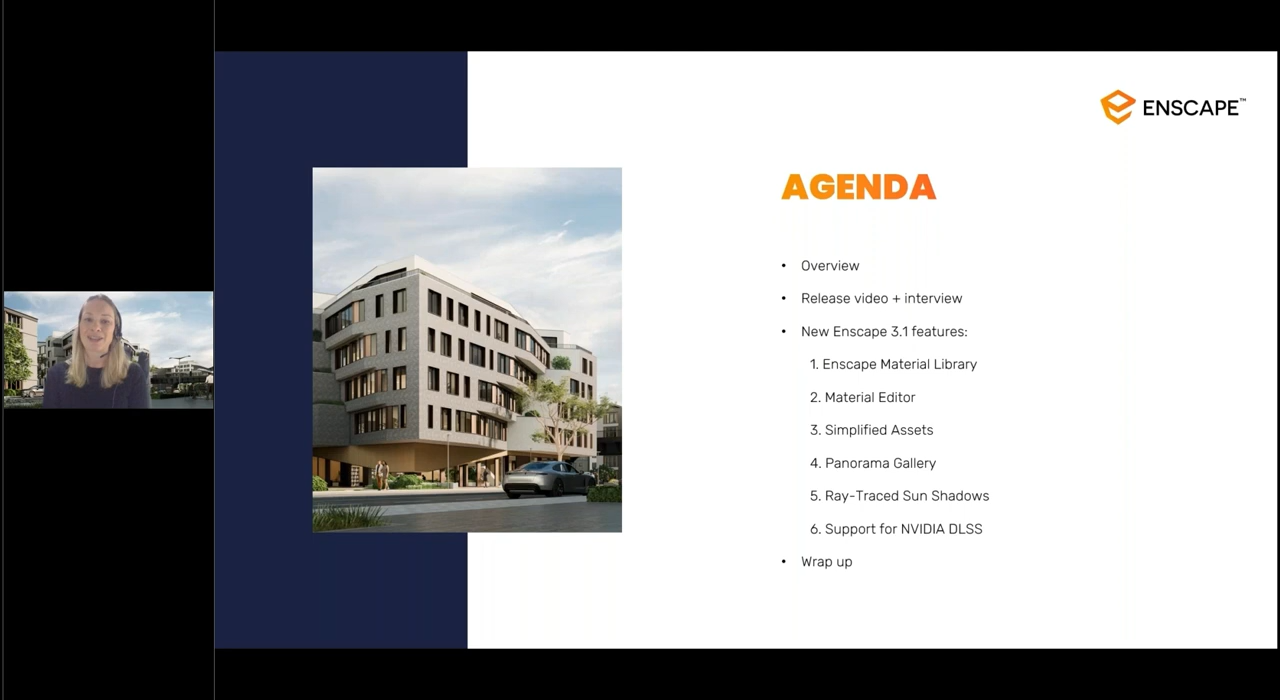 ENSCAPE™
AGENDA
• Overview
• Release video + interview
• New Enscape 3.1 features:
1. Enscape Material Library
2. Material Editor
3. Simplified Assets
4. Panorama Gallery
5. Ray-Traced Sun Shadows
6. Support for NVIDIA DLSS
• Wrap up